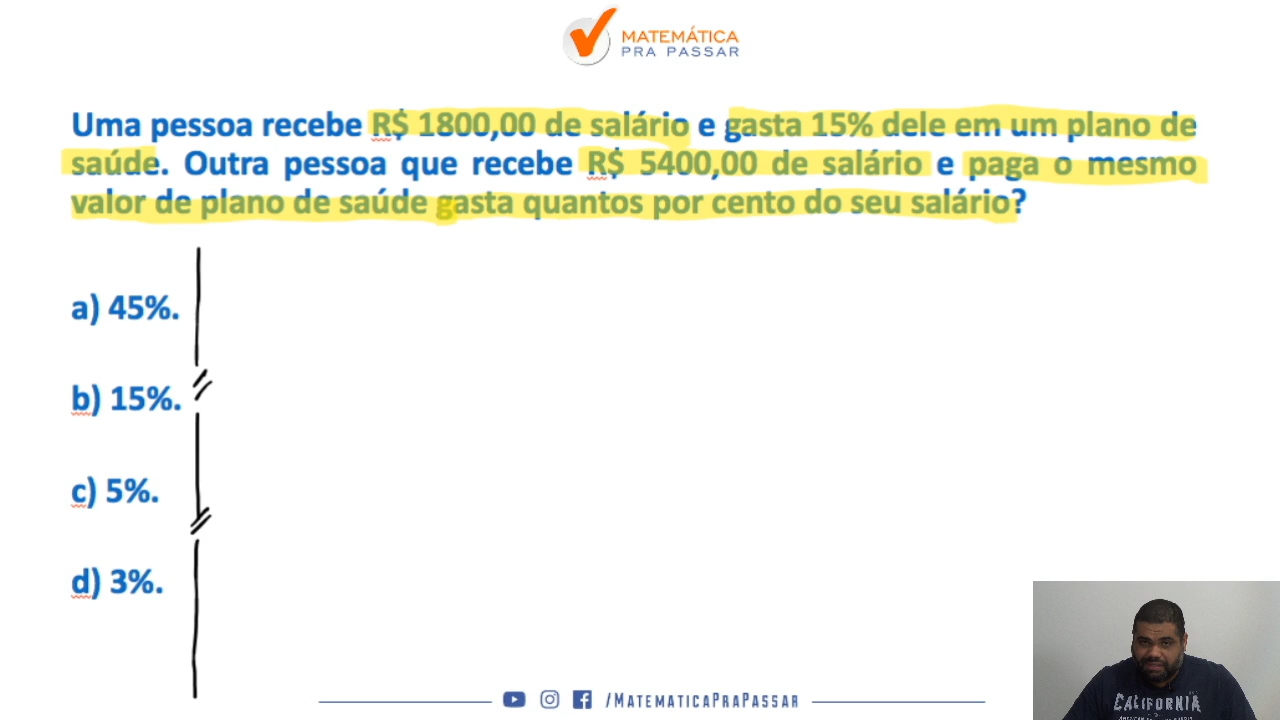 MATEMÁTICA
PRA PASSAR
Uma pessoa recebe R$ 1800,00 de salário e gasta 15% dele em um plano de
saúde. Outra pessoa que recebe R$ 5400,00 de salário e paga o mesmo
valor de plano de saúde gasta quantos por cento do seu salário?
a) 45%.
b) 15%.
c) 5%.
d) 3%.
/MATEMATICAPRAPASSAR
CALIFORNIA